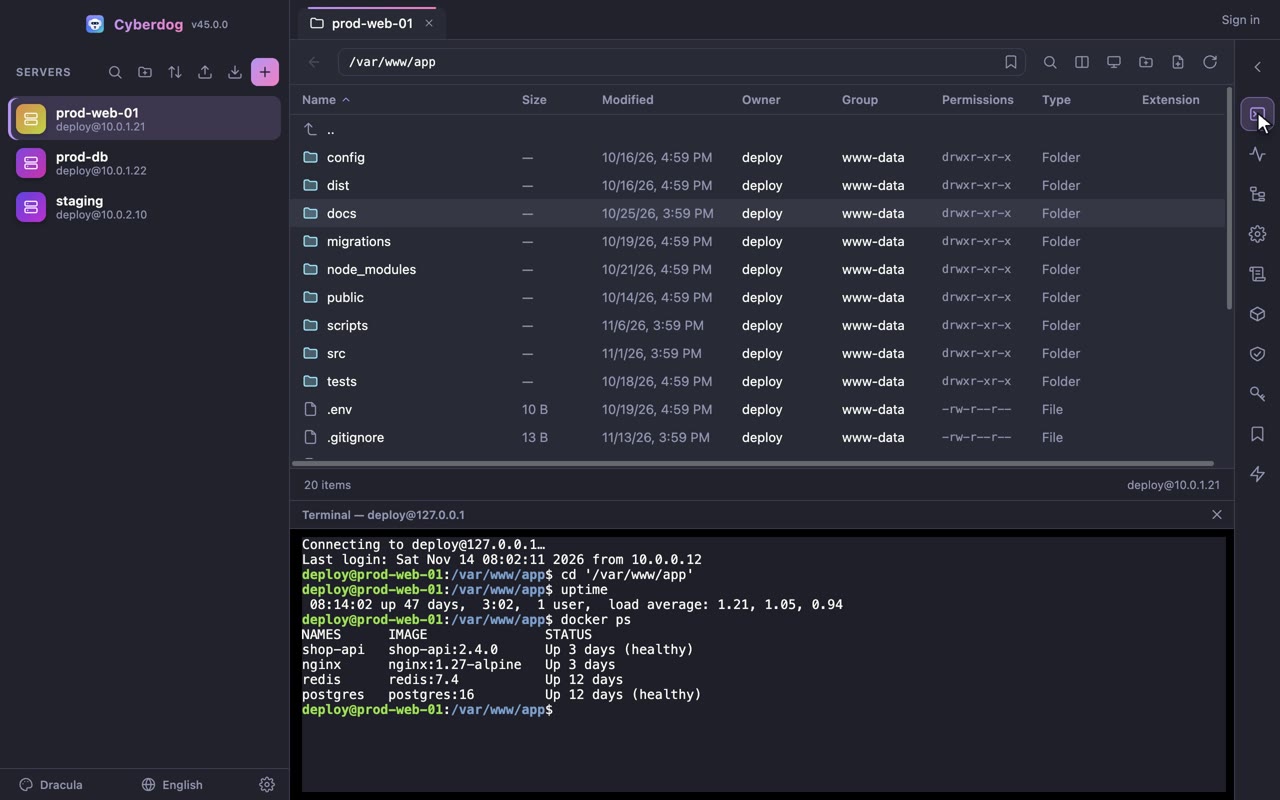 Cyberdog v45.0.0
prod-web-01
Sign in
SERVERS
prod-web-01
deploy@10.0.1.21
prod-db
deploy@10.0.1.22
staging
deploy@10.0.2.10
/var/www/app
Name Size Modified Owner Group Permissions Type Extension
..
config — 10/16/26, 4:59 PM deploy www-data drwxr-xr-x Folder
dist — 10/16/26, 4:59 PM deploy www-data drwxr-xr-x Folder
docs — 10/25/26, 3:59 PM deploy www-data drwxr-xr-x Folder
migrations — 10/19/26, 4:59 PM deploy www-data drwxr-xr-x Folder
node_modules — 10/21/26, 4:59 PM deploy www-data drwxr-xr-x Folder
public — 10/14/26, 4:59 PM deploy www-data drwxr-xr-x Folder
scripts — 11/6/26, 3:59 PM deploy www-data drwxr-xr-x Folder
src — 11/1/26, 3:59 PM deploy www-data drwxr-xr-x Folder
tests — 10/18/26, 4:59 PM deploy www-data drwxr-xr-x Folder
.env 10 B 10/19/26, 4:59 PM deploy www-data -rw-r--r-- File
.gitignore 13 B 11/13/26, 3:59 PM deploy www-data -rw-r--r-- File
20 items deploy@10.0.1.21
Terminal — deploy@127.0.0.1
Connecting to deploy@127.0.0.1…
Last login: Sat Nov 14 08:02:11 2026 from 10.0.0.12
deploy@prod-web-01:/var/www/app$ cd '/var/www/app'
deploy@prod-web-01:/var/www/app$ uptime
08:14:02 up 47 days, 3:02, 1 user, load average: 1.21, 1.05, 0.94
deploy@prod-web-01:/var/www/app$ docker ps
NAMES IMAGE STATUS
shop-api shop-api:2.4.0 Up 3 days (healthy)
nginx nginx:1.27-alpine Up 3 days
redis redis:7.4 Up 12 days
postgres postgres:16 Up 12 days (healthy)
deploy@prod-web-01:/var/www/app$
Dracula English